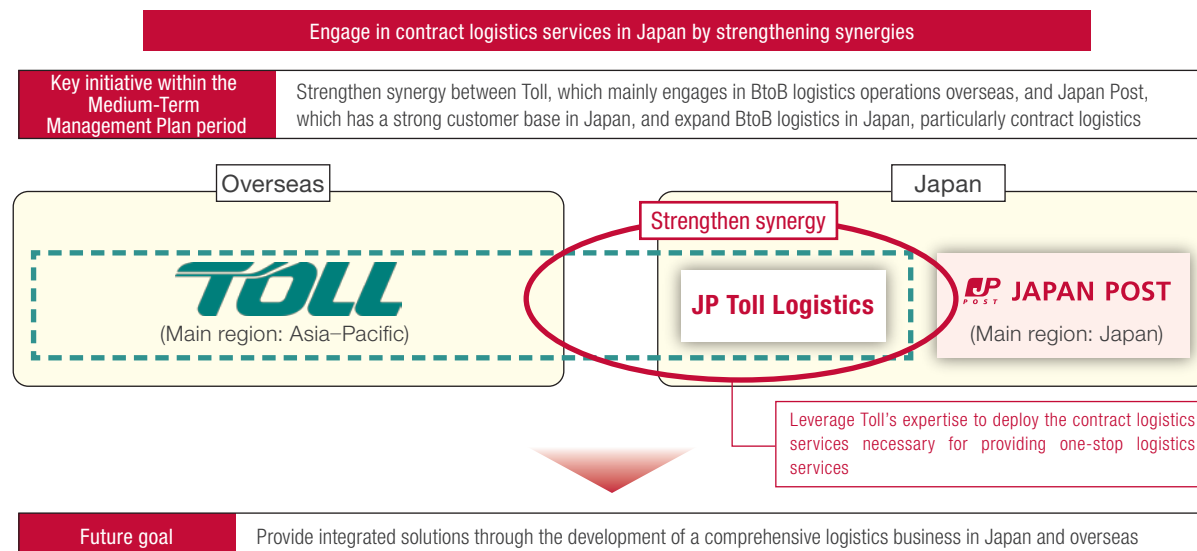 Engage in contract logistics services in Japan by strengthening synergies
Key initiative within the
Medium-Term
Management Plan period
Strengthen synergy between Toll, which mainly engages in BtoB logistics operations overseas, and Japan Post,
which has a strong customer base in Japan, and expand BtoB logistics in Japan, particularly contract logistics
Overseas
Japan
Strengthen synergy
TOLL
(Main region: Asia–Pacific)
JP Toll Logistics
JP
POST
JAPAN POST
(Main region: Japan)
Leverage Toll's expertise to deploy the contract logistics
services necessary for providing one-stop logistics
services
Future goal
Provide integrated solutions through the development of a comprehensive logistics business in Japan and overseas